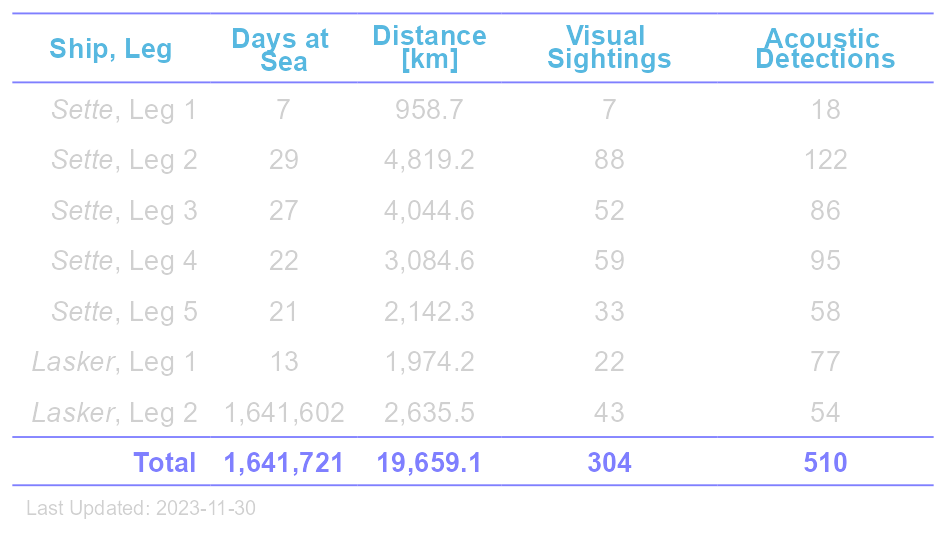 Ship, Leg Days at Sea Distance [km] Visual Sightings Acoustic Detections
Sette, Leg 1 7 958.7 7 18
Sette, Leg 2 29 4,819.2 88 122
Sette, Leg 3 27 4,044.6 52 86
Sette, Leg 4 22 3,084.6 59 95
Sette, Leg 5 21 2,142.3 33 58
Lasker, Leg 1 13 1,974.2 22 77
Lasker, Leg 2 1,641,602 2,635.5 43 54
Total 1,641,721 19,659.1 304 510
Last Updated: 2023-11-30